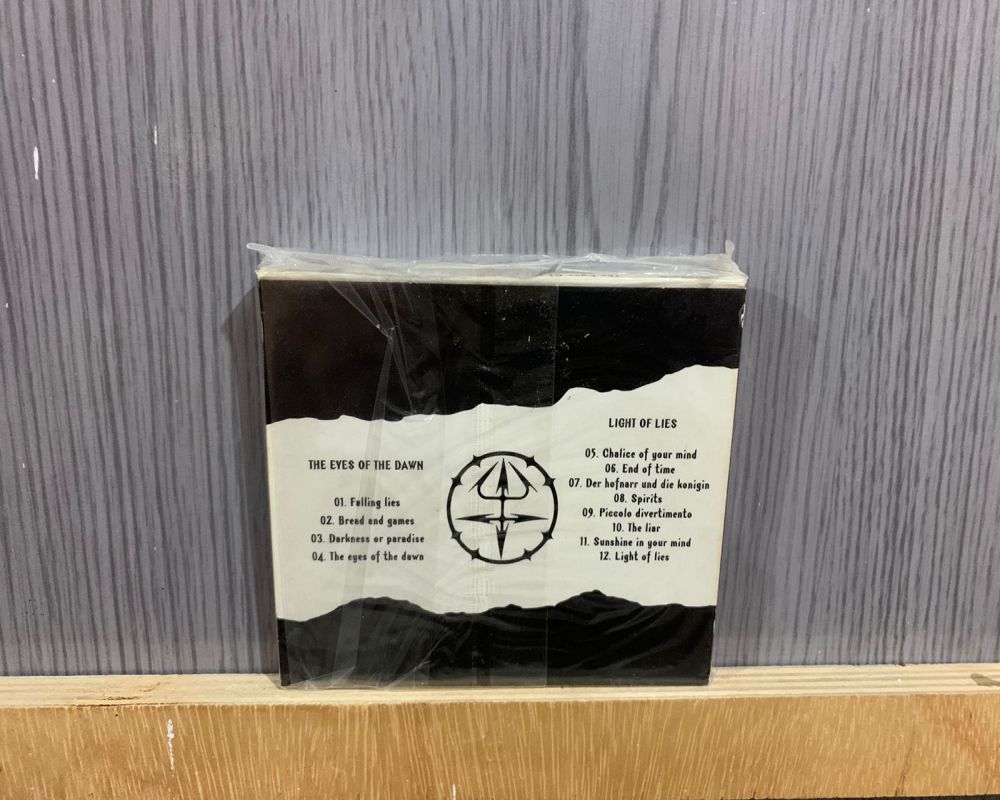 THE EYES OF THE DAWN
01. Falling lies
02. Bread and games
03. Darkness or paradise
04. The eyes of the dawn
LIGHT OF LIES
05. Chalice of your mind
06. End of time
07. Der hofnarr und die konigin
08. Spirits
09. Piccolo divertimento
10. The liar
11. Sunshine in your mind
12. Light of lies